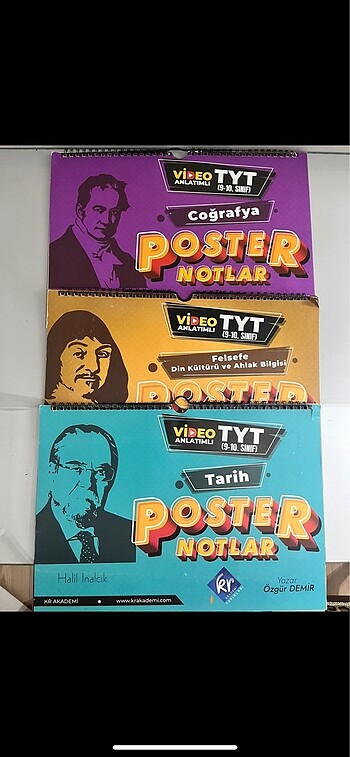 VİDEO
ANLATIMLI
TYT
(9-10. SINIF)
Coğrafya
POSTER
NOTLAR
VİDEO
ANLATIMLI
TYT
(9-10. SINIF)
Felsefe
Din Kültürü ve Ahlak Bilgisi
POSTER
VİDEO
ANLATIMLI
TYT
(9-10. SINIF)
Tarih
POSTER
NOTLAR
Halil İnalcık
kr
Yazar
Özgür DEMİR
KR AKADEMİ • www.krakademi.com